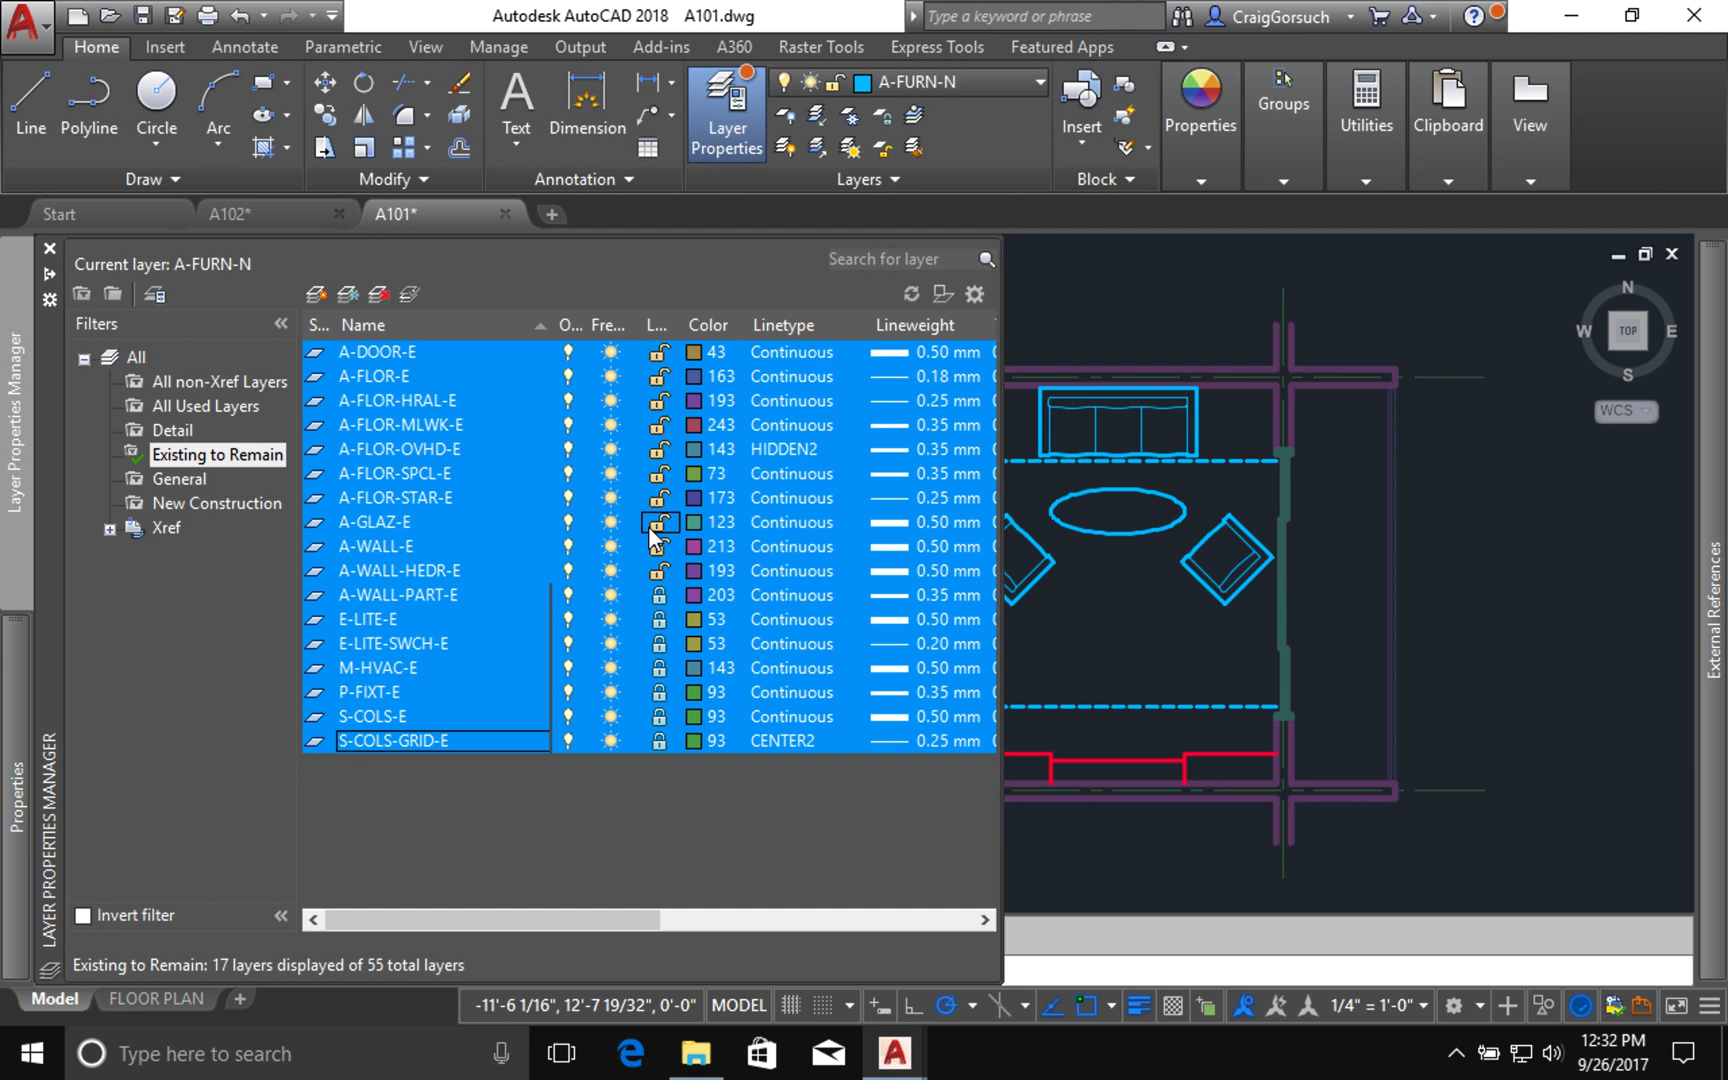 Autodesk AutoCAD 2018 A101.dwg
Type a keyword or phrase
CraigGorsuch
Home Insert Annotate Parametric View Manage Output Add-ins A360 Raster Tools Express Tools Featured Apps
A-FURN-N
Line Polyline Circle Arc
Text Dimension
Layer Properties
Insert
Properties Groups Utilities Clipboard View
Draw Modify Annotation Layers Block
Start A102* A101*
Current layer: A-FURN-N
Search for layer
Filters
S... Name O... Fre... L... Color Linetype Lineweight
All
All non-Xref Layers
All Used Layers
Detail
Existing to Remain
General
New Construction
Xref
A-DOOR-E 43 Continuous 0.50 mm
A-FLOR-E 163 Continuous 0.18 mm
A-FLOR-HRAL-E 193 Continuous 0.25 mm
A-FLOR-MLWK-E 243 Continuous 0.35 mm
A-FLOR-OVHD-E 143 HIDDEN2 0.35 mm
A-FLOR-SPCL-E 73 Continuous 0.35 mm
A-FLOR-STAR-E 173 Continuous 0.25 mm
A-GLAZ-E 123 Continuous 0.50 mm
A-WALL-E 213 Continuous 0.50 mm
A-WALL-HEDR-E 193 Continuous 0.50 mm
A-WALL-PART-E 203 Continuous 0.35 mm
E-LITE-E 53 Continuous 0.50 mm
E-LITE-SWCH-E 53 Continuous 0.20 mm
M-HVAC-E 143 Continuous 0.50 mm
P-FIXT-E 93 Continuous 0.35 mm
S-COLS-E 93 Continuous 0.50 mm
S-COLS-GRID-E 93 CENTER2 0.25 mm
Invert filter
Existing to Remain: 17 layers displayed of 55 total layers
Layer Properties Manager
Properties
LAYER PROPERTIES MANAGER
N
W TOP E
S
WCS
External References
Model FLOOR PLAN
-11'-6 1/16", 12'-7 19/32", 0'-0" MODEL 1/4" = 1'-0"
Type here to search
12:32 PM
9/26/2017